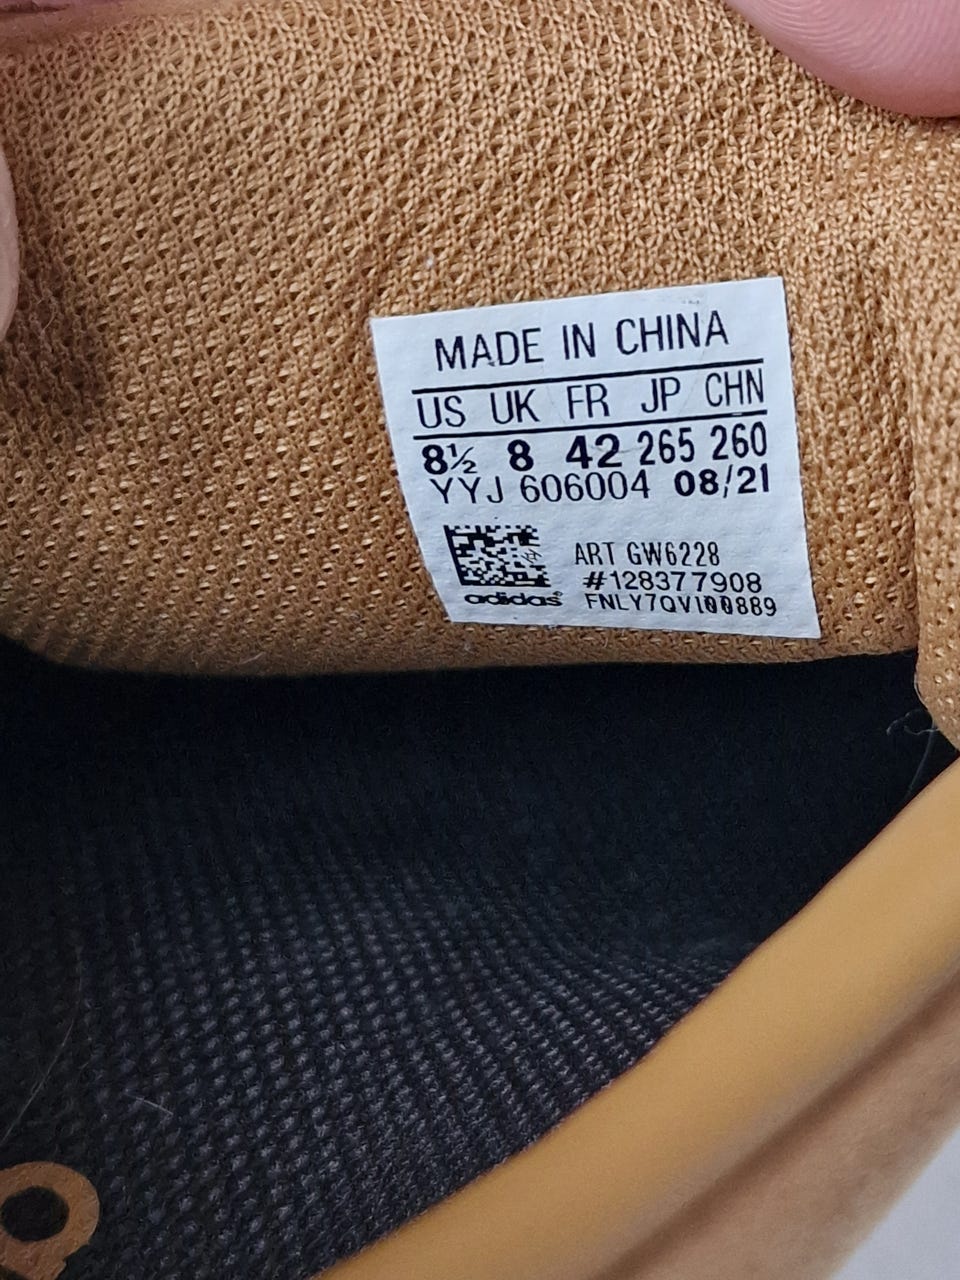 MADE IN CHINA
US UK FR JP CHN
8½ 8 42 265 260
YYJ 606004 08/21
ART GW6228
#128377908
adidas® FNLY7QV100889